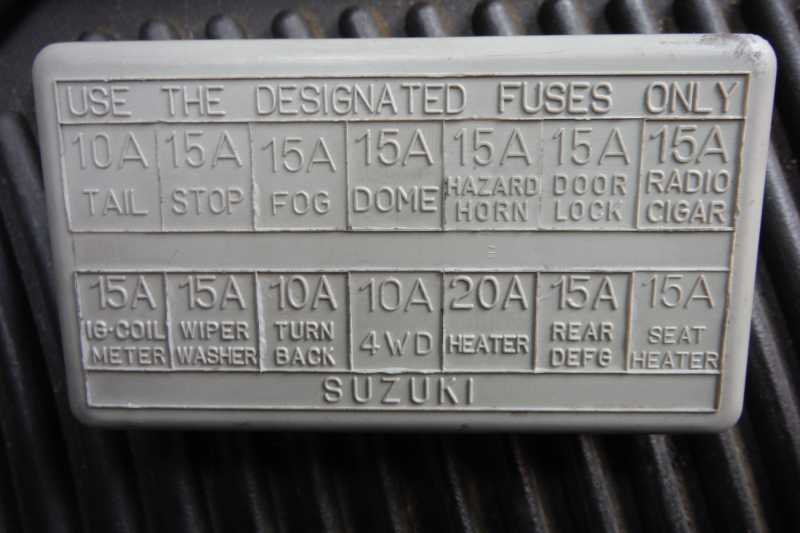 USE THE DESIGNATED FUSES ONLY
10A 15A 15A 15A 15A 15A 15A
TAIL STOP FOG DOME HAZARD DOOR RADIO
HORN LOCK CIGAR
15A 15A 10A 10A 20A 15A 15A
IG-COIL WIPER TURN 4WD HEATER REAR SEAT
METER WASHER BACK DEFG HEATER
SUZUKI